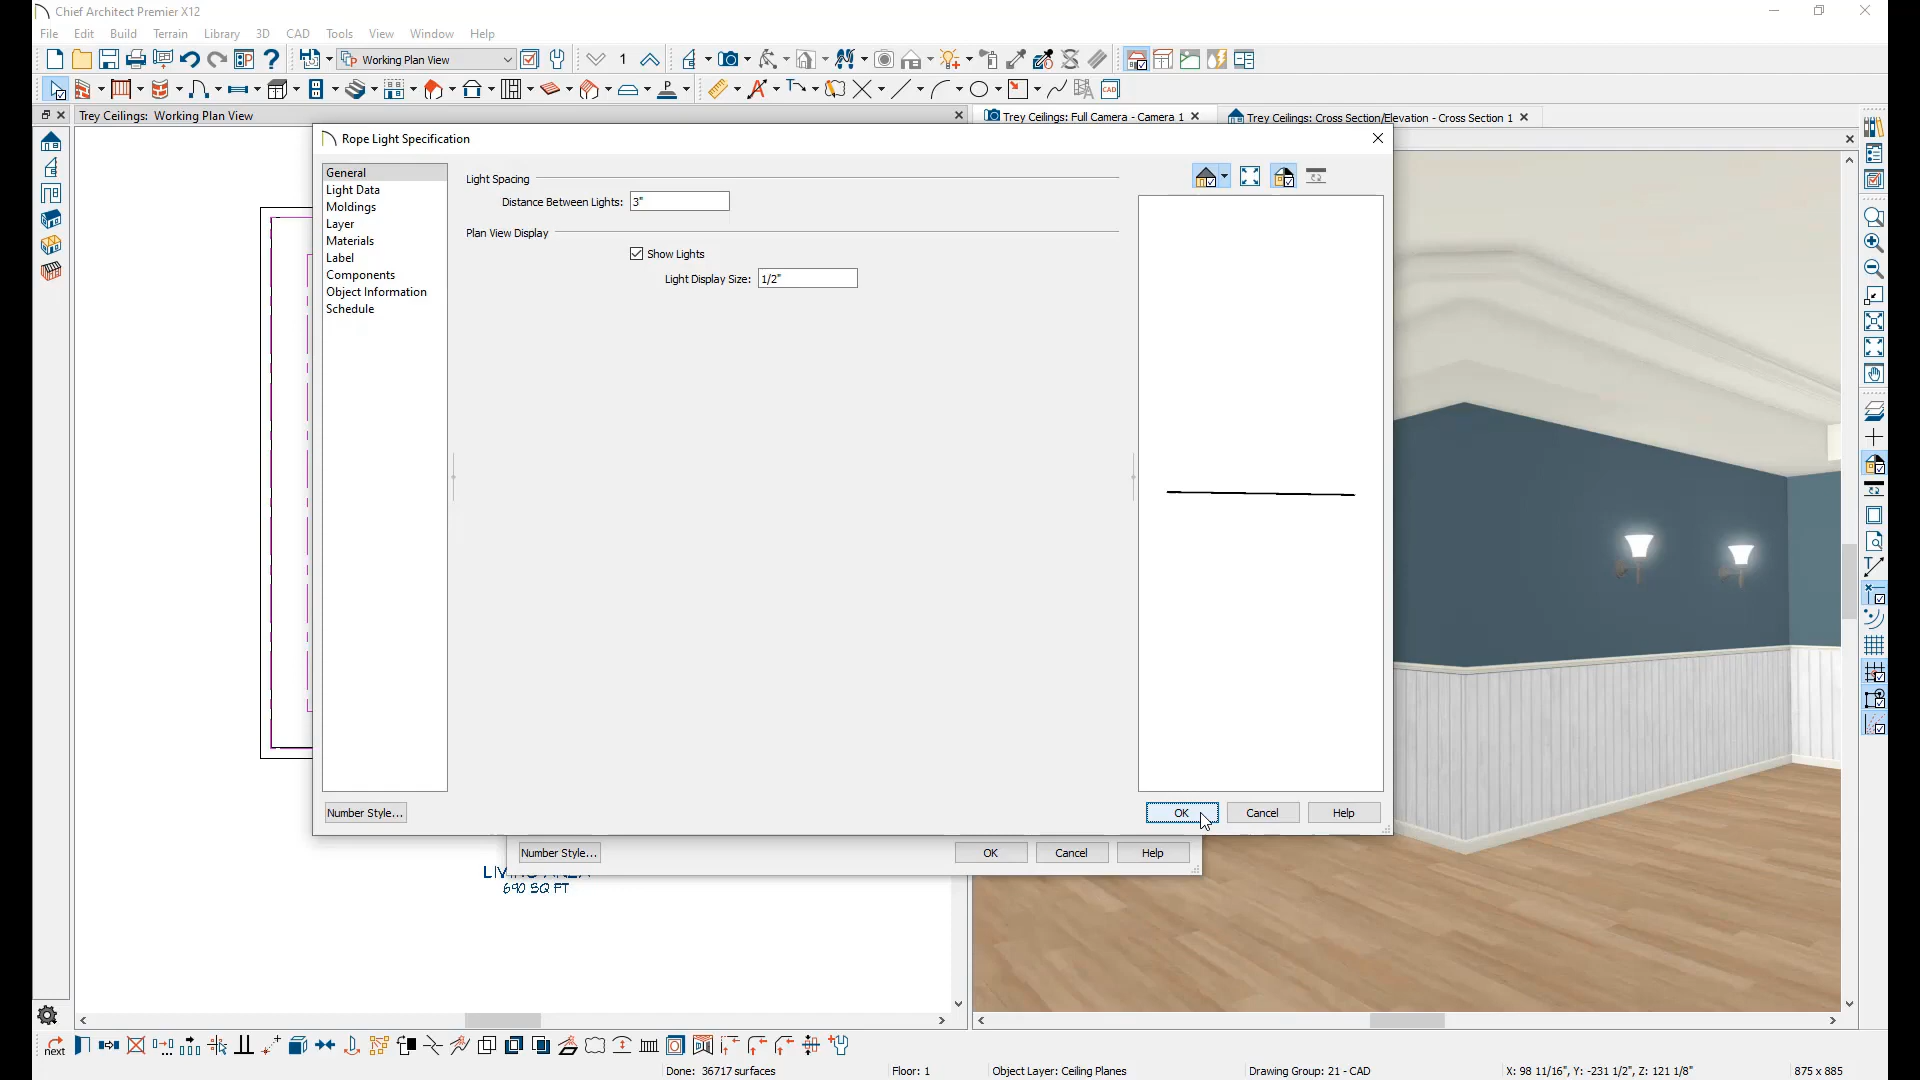 Chief Architect Premier X12
File Edit Build Terrain Library 3D CAD Tools View Window Help
Working Plan View
1
CAD
Trey Ceilings: Working Plan View
Trey Ceilings: Full Camera - Camera 1
Trey Ceilings: Cross Section/Elevation - Cross Section 1
Rope Light Specification
General
Light Data
Moldings
Layer
Materials
Label
Components
Object Information
Schedule
Light Spacing
Distance Between Lights: 3"
Plan View Display
Show Lights
Light Display Size: 1/2"
Number Style...
OK Cancel Help
Number Style...
OK Cancel Help
LIVING AREA
690 SQ FT
next
Done: 36717 surfaces
Floor: 1
Object Layer: Ceiling Planes
Drawing Group: 21 - CAD
X: 98 11/16", Y: -231 1/2", Z: 121 1/8"
875 x 885